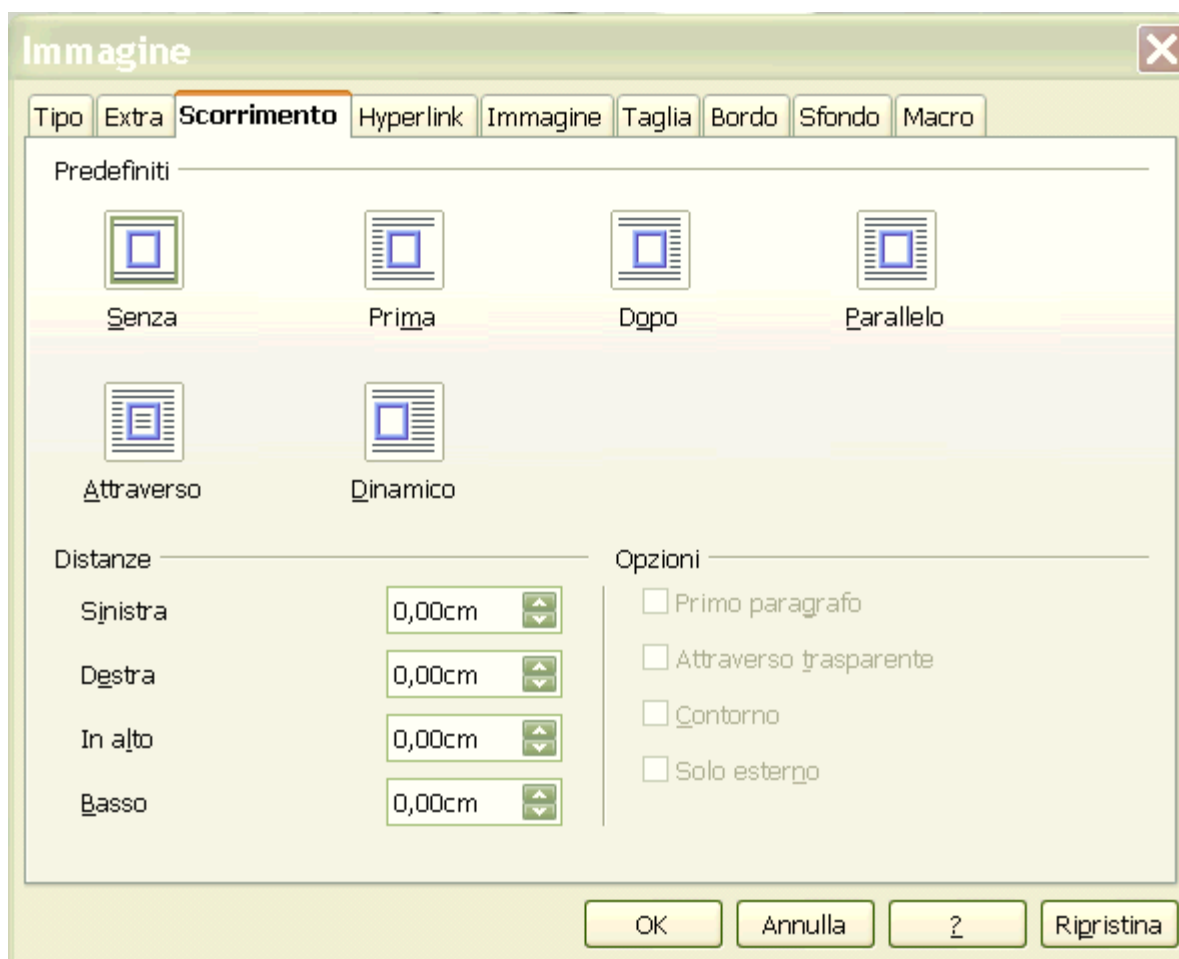 Immagine
Tipo Extra Scorrimento Hyperlink Immagine Taglia Bordo Sfondo Macro
Predefiniti
Senza Prima Dopo Parallelo
Attraverso Dinamico
Distanze Opzioni
Sinistra 0,00cm Primo paragrafo
Destra 0,00cm Attraverso trasparente
In alto 0,00cm Contorno
Basso 0,00cm Solo esterno
OK Annulla ? Ripristina